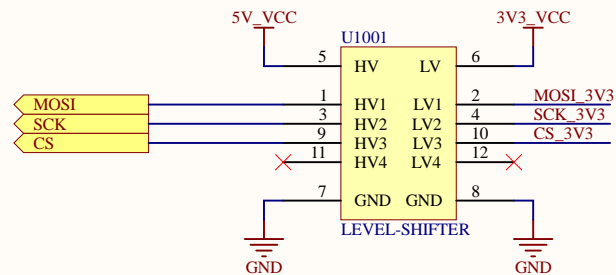 5V_VCC 3V3_VCC
U1001
5 HV LV 6
MOSI 1 HV1 LV1 2 MOSI_3V3
SCK 3 HV2 LV2 4 SCK_3V3
CS 9 HV3 LV3 10 CS_3V3
11 HV4 LV4 12
7 GND GND 8
LEVEL-SHIFTER
GND GND